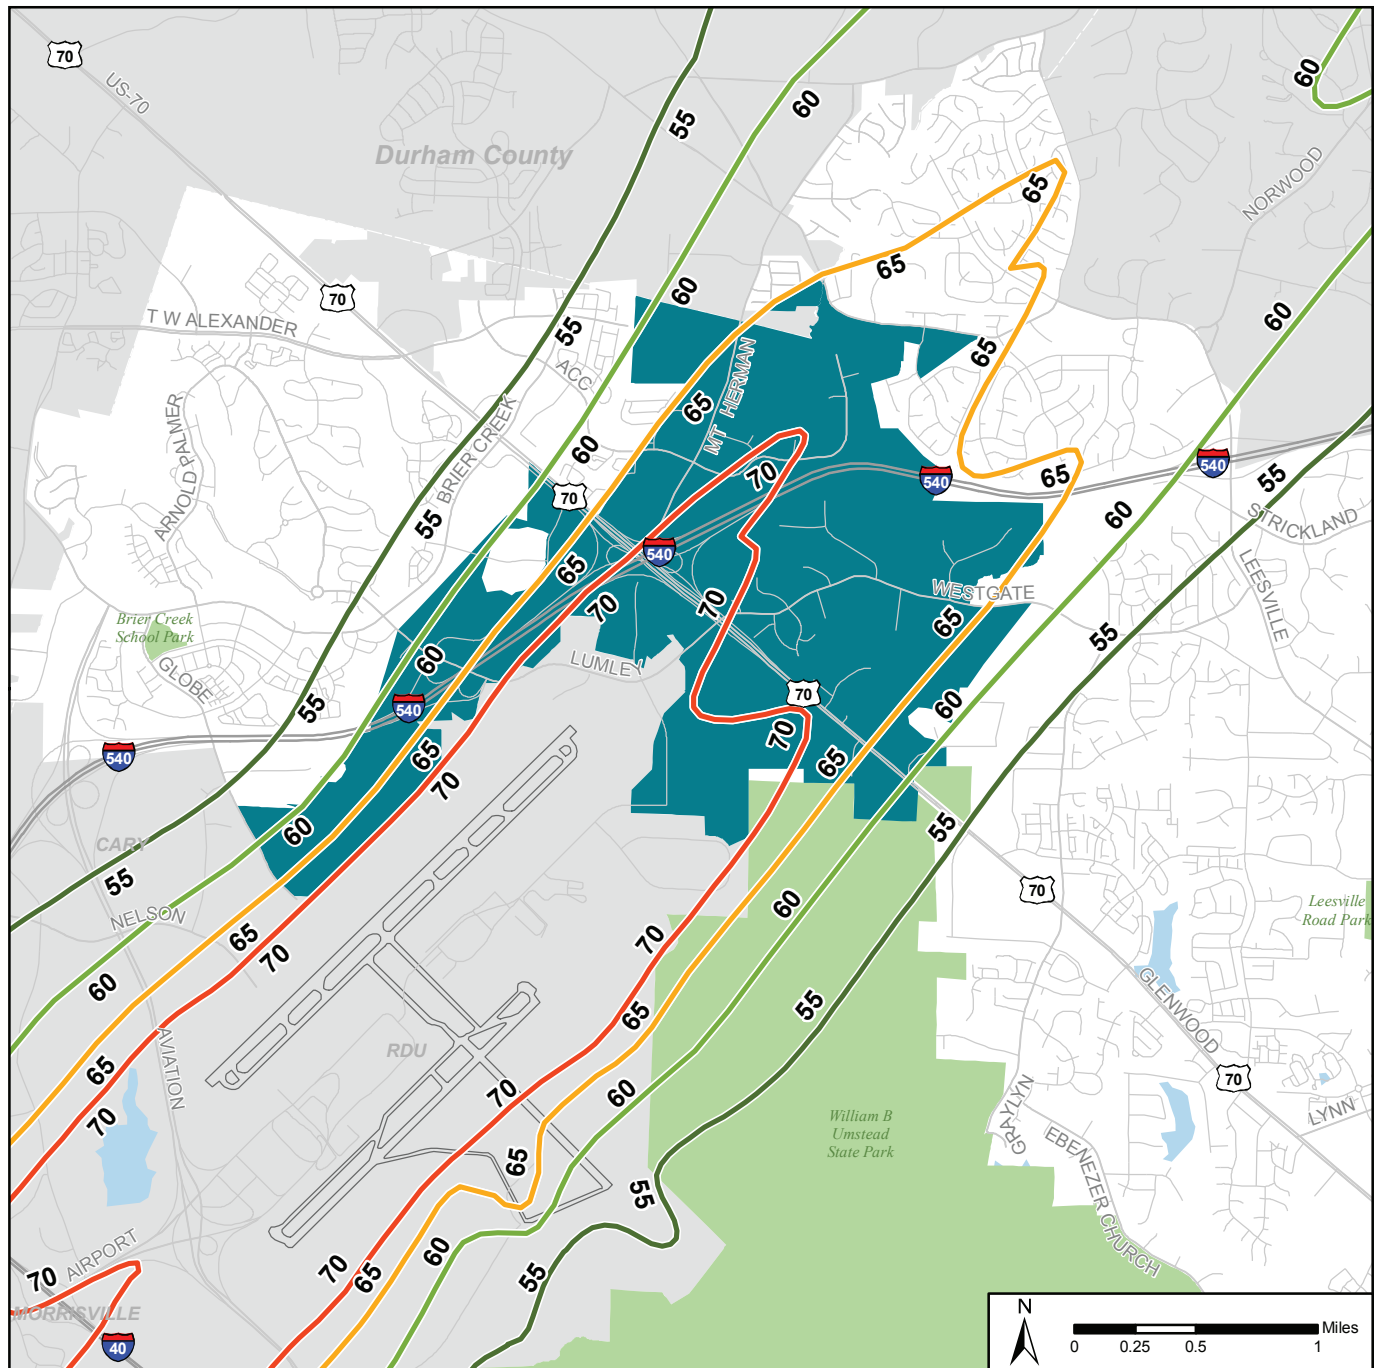 70
US-70
60
60
55
Durham County
65
NORWOOD
65
60
70
60
T W ALEXANDER
55
65
ACC
MT HERMAN
65
ARNOLD PALMER
BRIER CREEK
60
70
540
65
540
55
70
55
STRICKLAND
60
540
65
70
70
LEESVILLE
WESTGATE
65
55
Brier Creek
School Park
GLOBE
60
LUMLEY
540
55
70
60
70
65
65
540
70
60
55
CARY
55
70
NELSON
65
60
Leesville
Road Park
70
70
60
55
GLENWOOD
65
RDU
AVIATION
65
70
60
70
70
LYNN
William B
Umstead
State Park
GRAYLYN
EBENEZER CHURCH
65
55
AIRPORT
60
70
65
55
70
MORRISVILLE
40
N
Miles
0 0.25 0.5 1